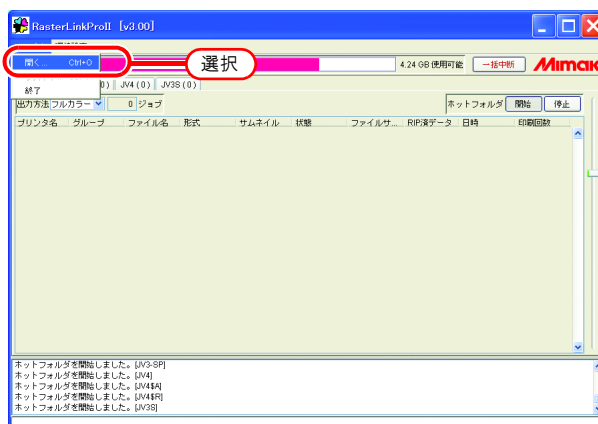 RasterLinkProII [v3.00]
開く... Ctrl+O
選択
4.24 GB 使用可能
一括中断
Mimak
終了
0) JV4 (0) JV3S (0)
出力方法 フルカラー 0 ジョブ ホットフォルダ 開始 停止
プリンタ名 グループ ファイル名 形式 サムネイル 状態 ファイルサ... RIP済データ 日時 印刷回数
ホットフォルダを開始しました。[JV3-SP]
ホットフォルダを開始しました。[JV4]
ホットフォルダを開始しました。[JV4$A]
ホットフォルダを開始しました。[JV4$R]
ホットフォルダを開始しました。[JV3S]